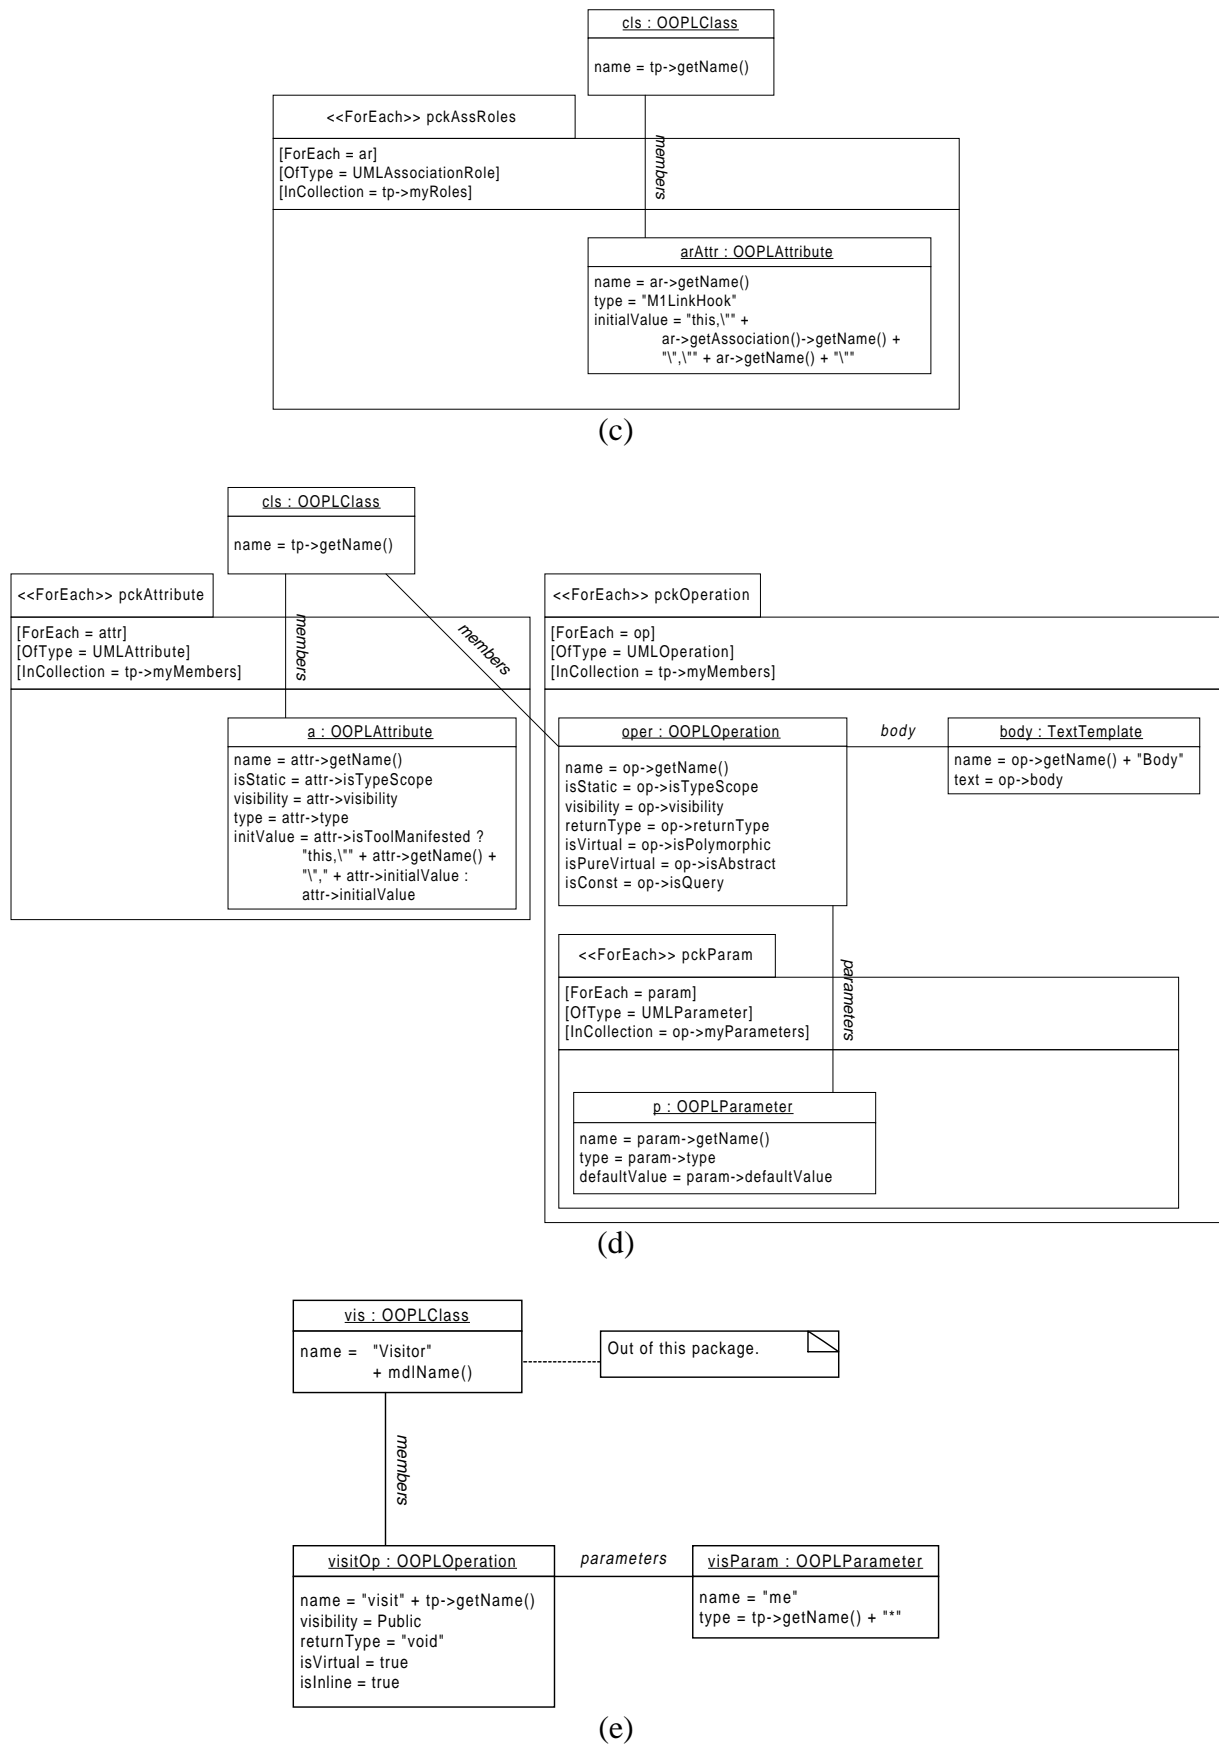 cls : OOPLClass
name = tp->getName()
<<ForEach>> pckAssRoles
[ForEach = ar]
[OfType = UMLAssociationRole]
[InCollection = tp->myRoles]
members
arAttr : OOPLAttribute
name = ar->getName()
type = "M1LinkHook"
initialValue = "this,\"" +
ar->getAssociation()->getName() +
"\",\"" + ar->getName() + "\""
(c)
cls : OOPLClass
name = tp->getName()
<<ForEach>> pckAttribute
[ForEach = attr]
[OfType = UMLAttribute]
[InCollection = tp->myMembers]
members
members
a : OOPLAttribute
name = attr->getName()
isStatic = attr->isTypeScope
visibility = attr->visibility
type = attr->type
initValue = attr->isToolManifested ?
"this,\"" + attr->getName() +
"\"," + attr->initialValue :
attr->initialValue
<<ForEach>> pckOperation
[ForEach = op]
[OfType = UMLOperation]
[InCollection = tp->myMembers]
oper : OOPLOperation
name = op->getName()
isStatic = op->isTypeScope
visibility = op->visibility
returnType = op->returnType
isVirtual = op->isPolymorphic
isPureVirtual = op->isAbstract
isConst = op->isQuery
body
body : TextTemplate
name = op->getName() + "Body"
text = op->body
<<ForEach>> pckParam
[ForEach = param]
[OfType = UMLParameter]
[InCollection = op->myParameters]
parameters
p : OOPLParameter
name = param->getName()
type = param->type
defaultValue = param->defaultValue
(d)
vis : OOPLClass
name = "Visitor"
+ mdlName()
Out of this package.
members
visitOp : OOPLOperation
name = "visit" + tp->getName()
visibility = Public
returnType = "void"
isVirtual = true
isInline = true
parameters
visParam : OOPLParameter
name = "me"
type = tp->getName() + "*"
(e)